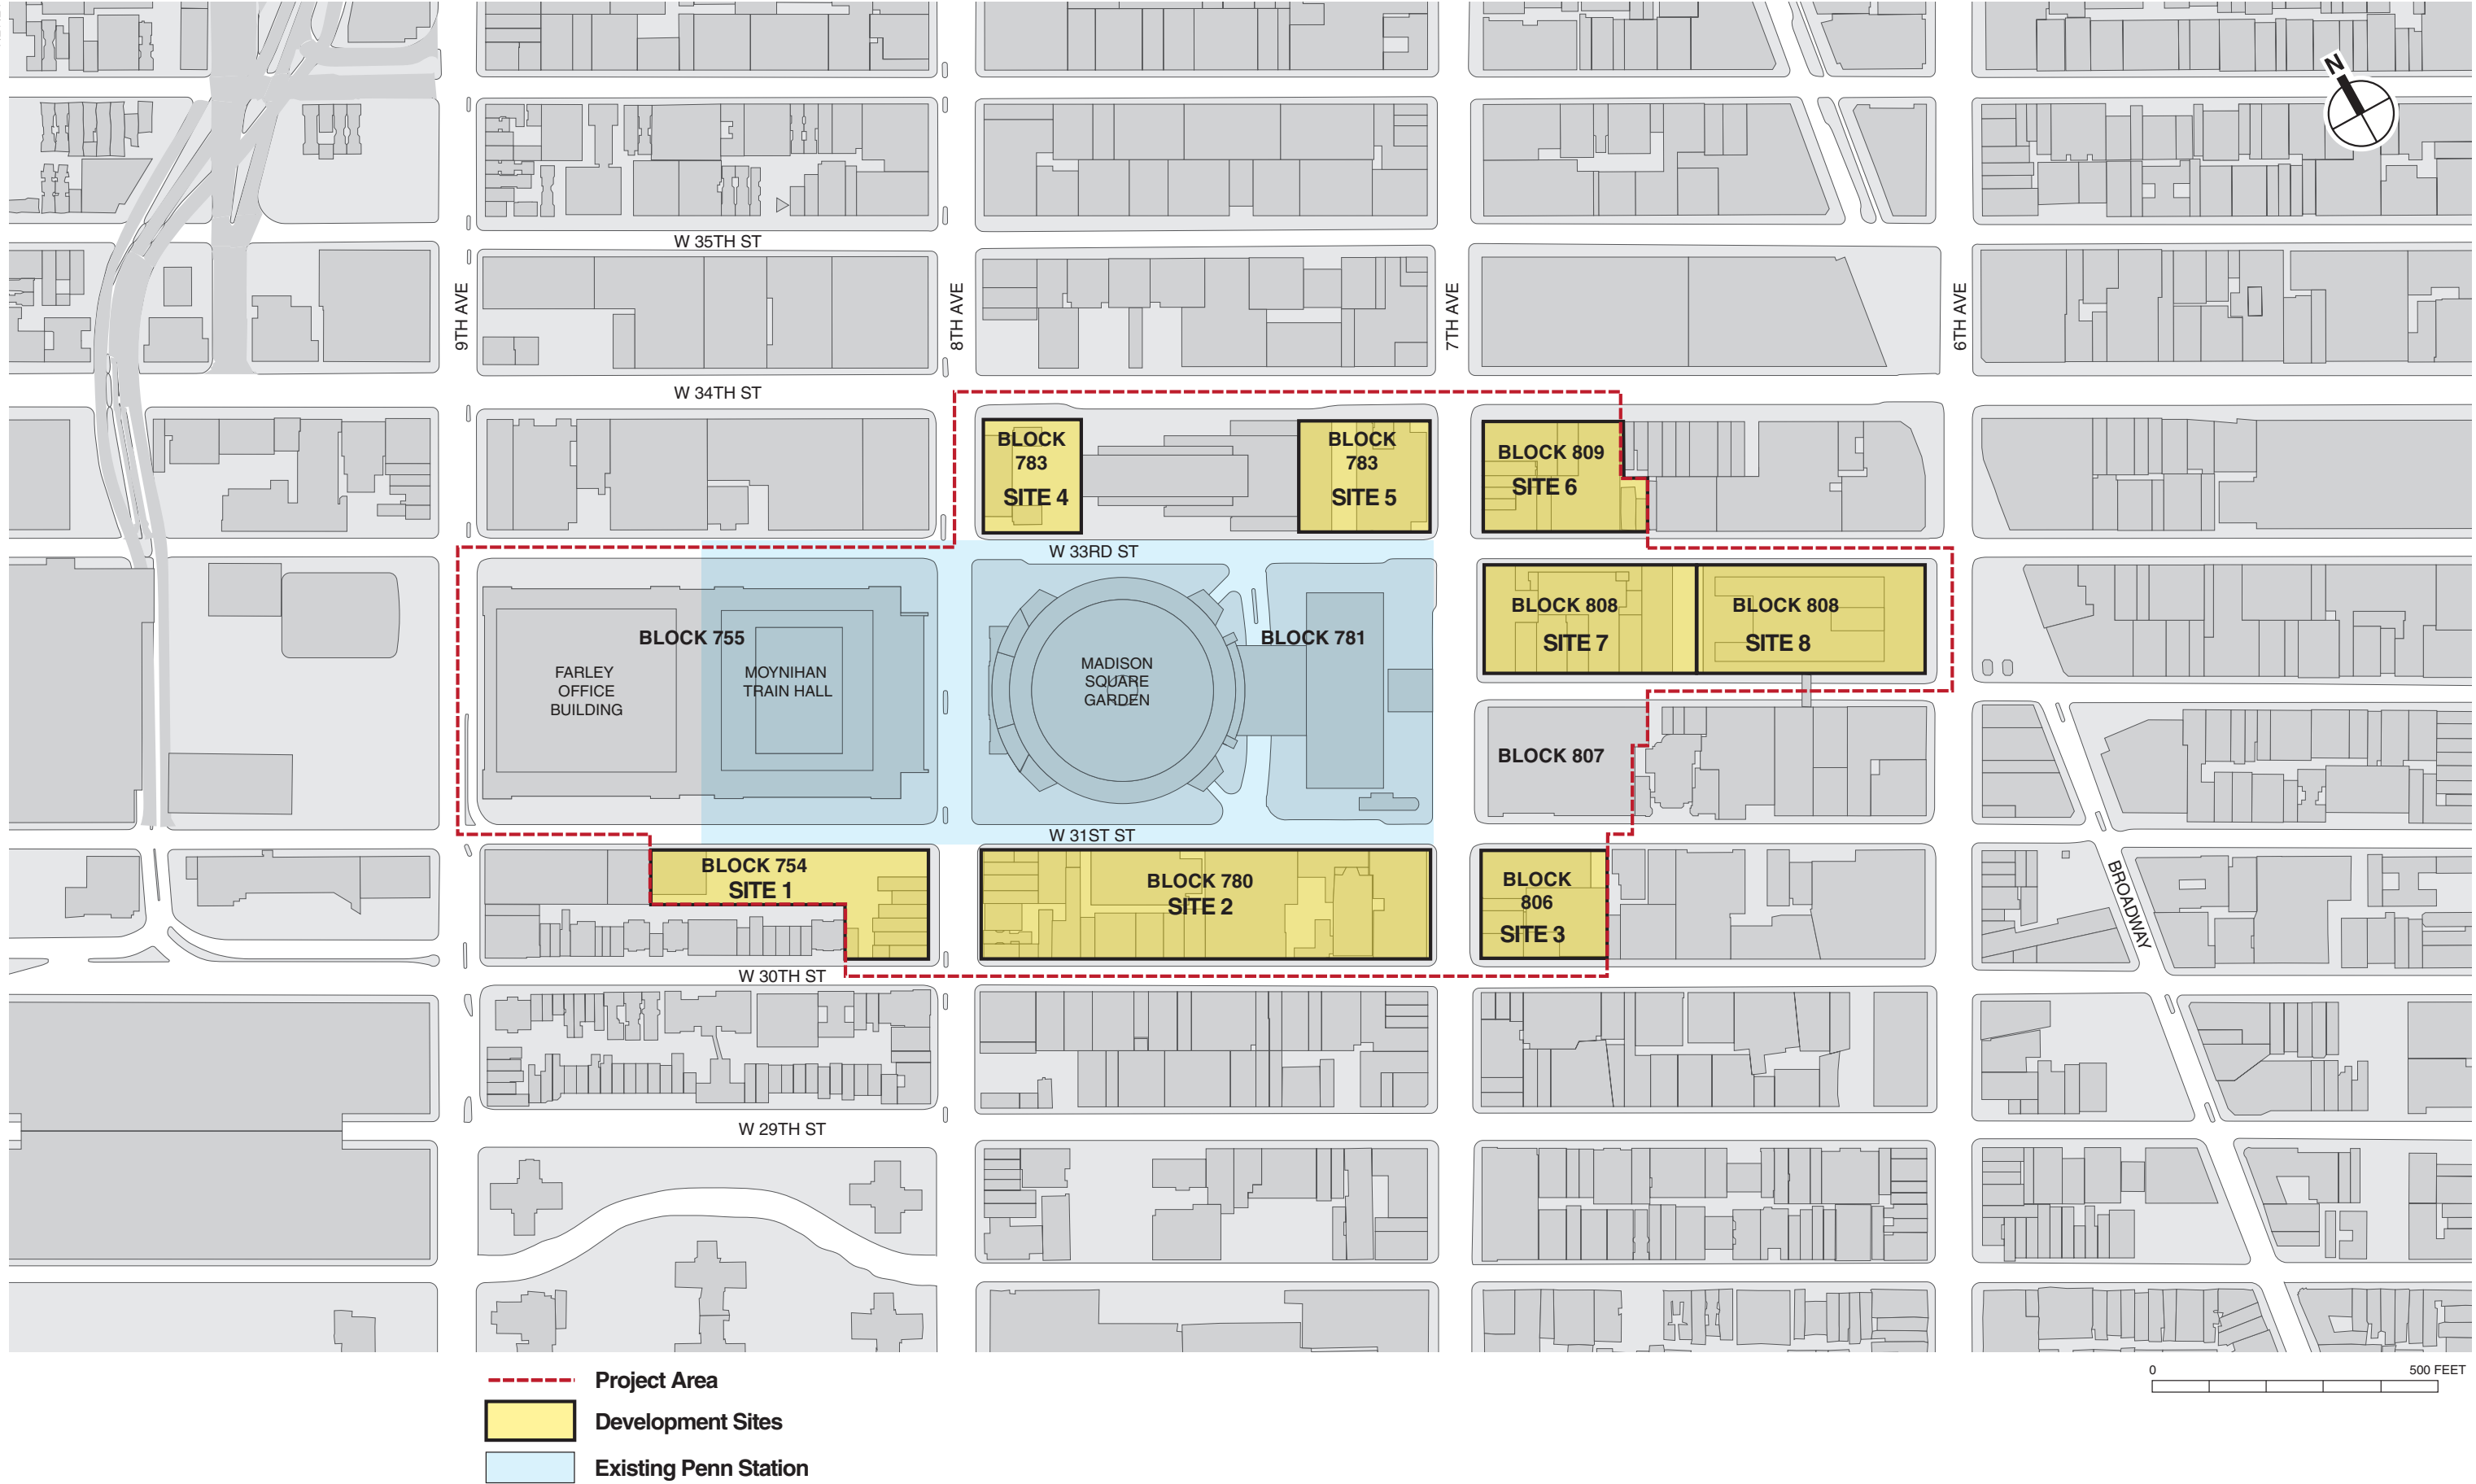 N
W 35TH ST
9TH AVE
8TH AVE
7TH AVE
6TH AVE
W 34TH ST
BLOCK
783
SITE 4
BLOCK
783
SITE 5
BLOCK 809
SITE 6
W 33RD ST
BLOCK 755
FARLEY
OFFICE
BUILDING
MOYNIHAN
TRAIN HALL
MADISON
SQUARE
GARDEN
BLOCK 781
BLOCK 808
SITE 7
BLOCK 808
SITE 8
BLOCK 807
W 31ST ST
BLOCK 754
SITE 1
BLOCK 780
SITE 2
BLOCK
806
SITE 3
BROADWAY
W 30TH ST
W 29TH ST
Project Area
Development Sites
Existing Penn Station
0
500 FEET